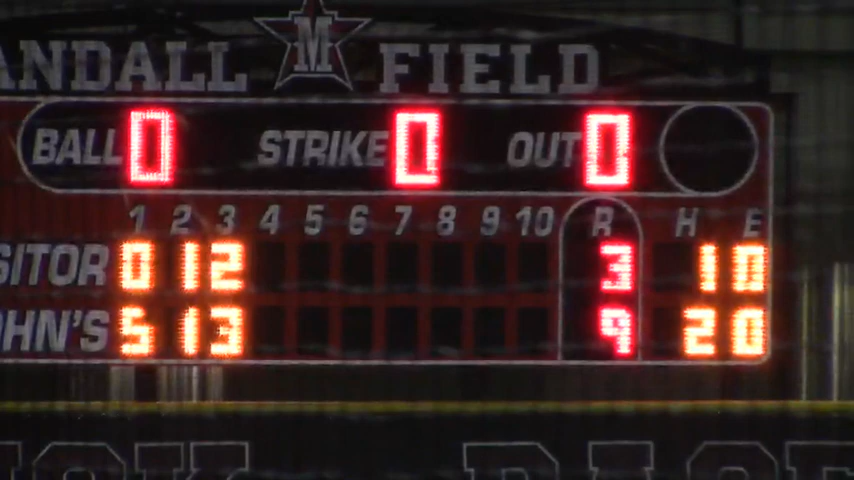 ANDALL M FIELD
BALL 0 STRIKE 0 OUT 0
1 2 3 4 5 6 7 8 9 10 R H E
SITOR 0 1 2 3 1 0
OHN'S 5 1 3 9 2 0